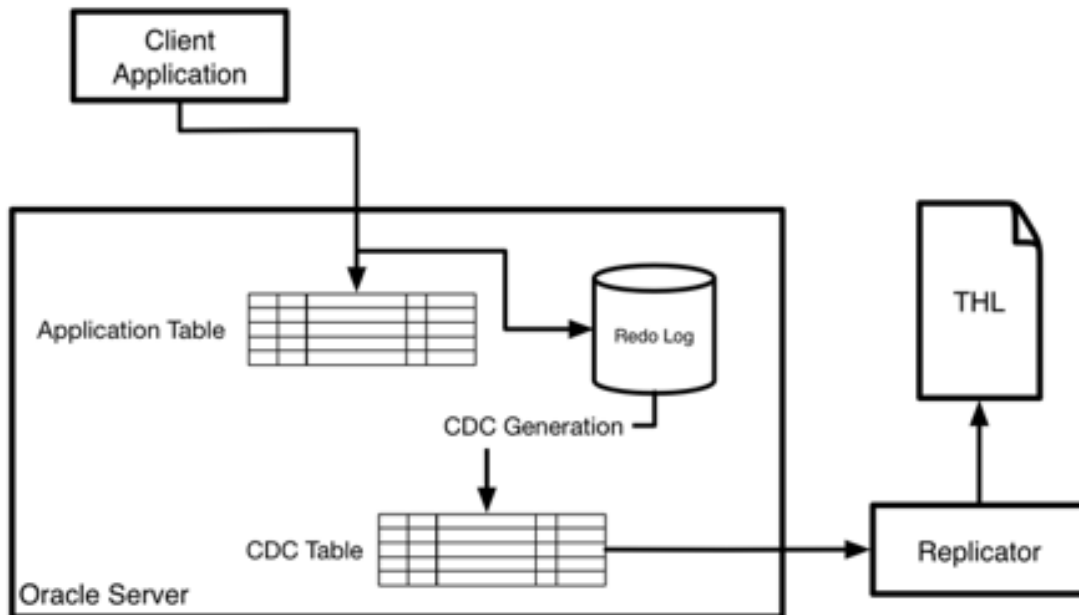 Client
Application
Application Table
Redo Log
THL
CDC Generation
CDC Table
Replicator
Oracle Server